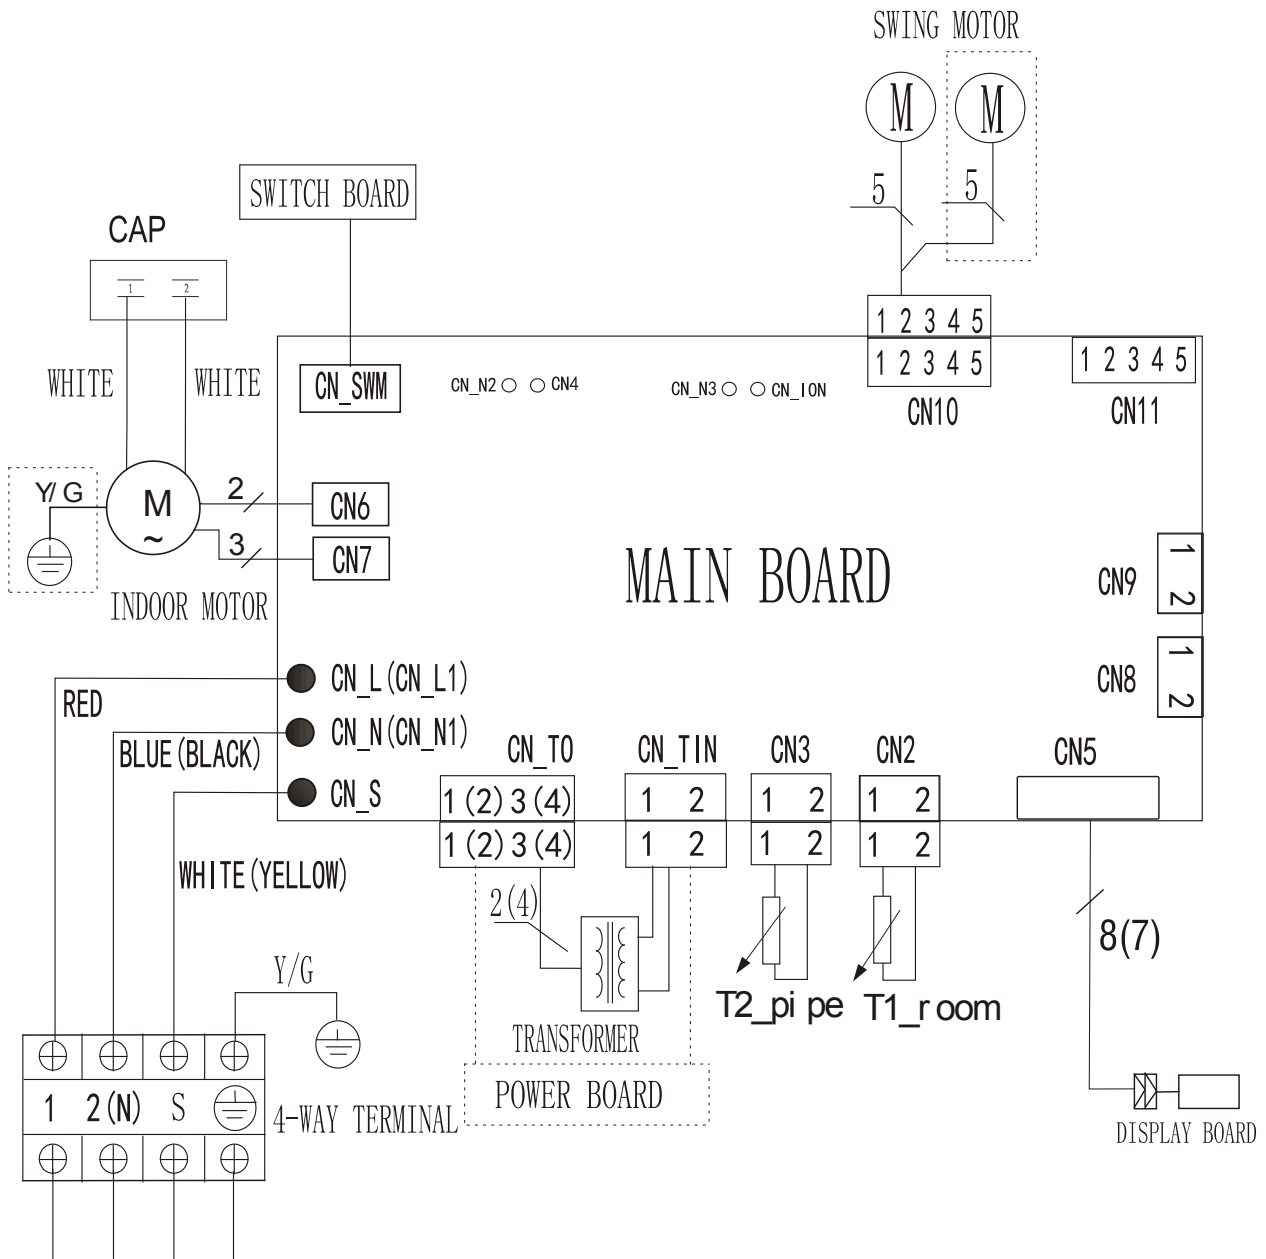 SWING MOTOR
M M
5 5
SWITCH BOARD
CAP
1 2
WHITE WHITE
1 2 3 4 5
1 2 3 4 5
CN10
1 2 3 4 5
CN11
CN_SWM
CN_N2 CN4
CN_N3 CN_ION
Y/G
M
~
2
CN6
3
CN7
INDOOR MOTOR
MAIN BOARD
CN9
1
2
CN8
1
2
CN_L(CN_L1)
RED
CN_N(CN_N1)
BLUE(BLACK)
CN_S
WHITE(YELLOW)
CN_TO
1(2)3(4)
1(2)3(4)
CN_TIN
1 2
1 2
CN3
1 2
1 2
CN2
1 2
1 2
CN5
2(4)
8(7)
T2_pipe
T1_room
TRANSFORMER
Y/G
POWER BOARD
1 2(N) S
4-WAY TERMINAL
DISPLAY BOARD